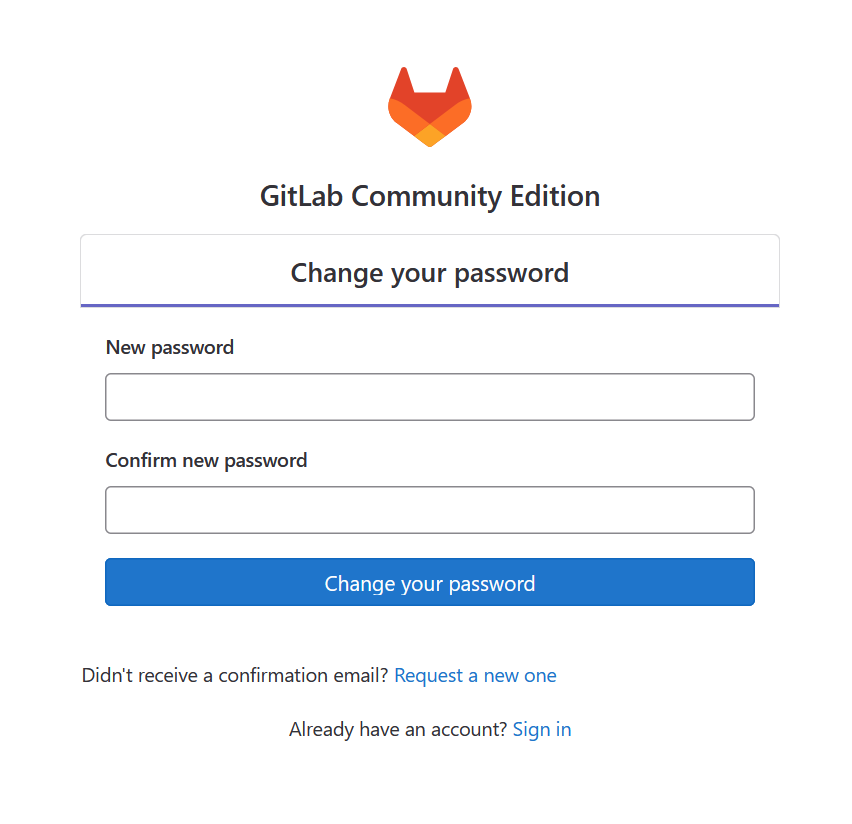 GitLab Community Edition
Change your password
New password
Confirm new password
Change your password
Didn't receive a confirmation email? Request a new one
Already have an account? Sign in